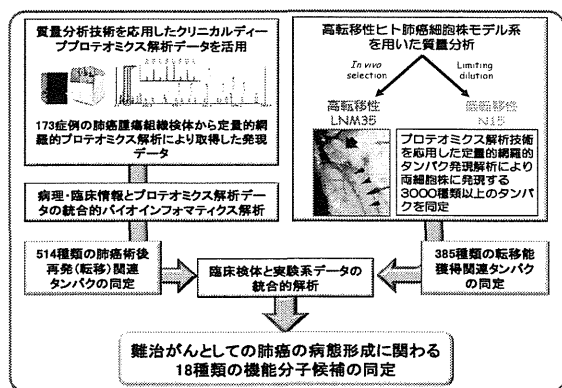 質量分析技術を応用したクリニカルディー
ププロテオミクス解析データを活用
173症例の肺癌腫瘍組織検体から定量的網
羅的プロテオミクス解析により取得した発現
データ
病理・臨床情報とプロテオミクス解析デー
タの統合的バイオインフォマティクス解析
514種類の肺癌術後
再発(転移)関連
タンパクの同定
高転移性ヒト肺癌細胞株モデル系
を用いた質量分析
In vivo
selection
Limiting
dilution
高転移性
LNM35
低転移性
N15
プロテオミクス解析技術
を応用した定量的網羅的
タンパク発現解析により
両細胞株に発現する
3000種類以上のタンパ
クを同定
385種類の転移能
獲得関連タンパク
の同定
臨床検体と実験系データの
統合的解析
難治がんとしての肺癌の病態形成に関わる
18種類の機能分子候補の同定